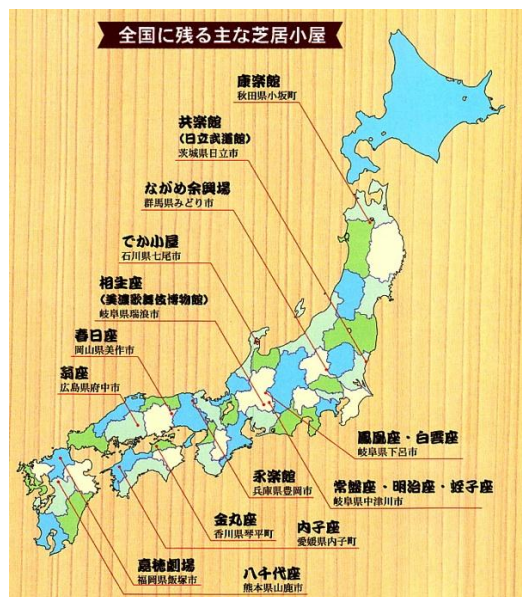 全国に残る主な芝居小屋
康楽館
秋田県小坂町
共楽館
(日立武道館)
茨城県日立市
ながめ余興場
群馬県みどり市
でか小屋
石川県七尾市
相生座
(美濃歌舞伎博物館)
岐阜県瑞浪市
春日座
岡山県美作市
翁座
広島県府中市
鳳凰座・白雲座
岐阜県下呂市
永楽館
兵庫県豊岡市
常盤座・明治座・蛭子座
岐阜県中津川市
金丸座
香川県琴平町
内子座
愛媛県内子町
嘉穂劇場
福岡県飯塚市
八千代座
熊本県山鹿市